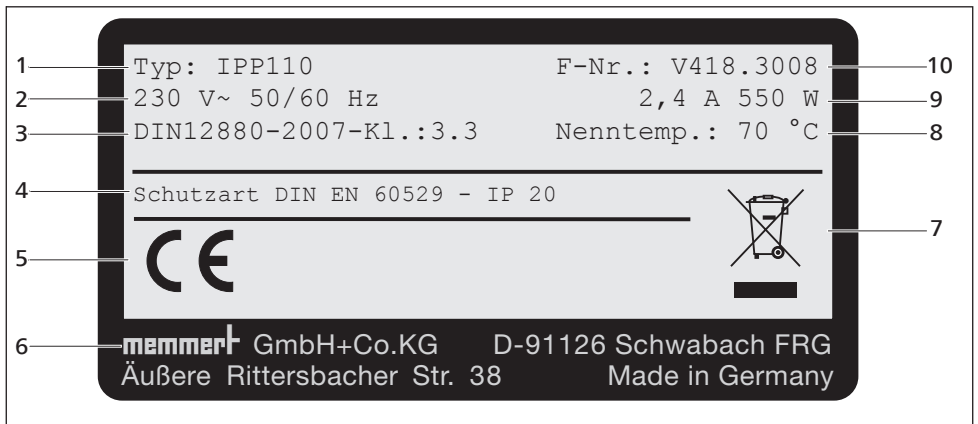 1 Typ: IPP110 F-Nr.: V418.3008 10
2 230 V~ 50/60 Hz 2,4 A 550 W 9
3 DIN12880-2007-Kl.:3.3 Nenntemp.: 70 °C 8
4 Schutzart DIN EN 60529 - IP 20
7
5 CE
6 memmert GmbH+Co.KG D-91126 Schwabach FRG
Äußere Rittersbacher Str. 38 Made in Germany